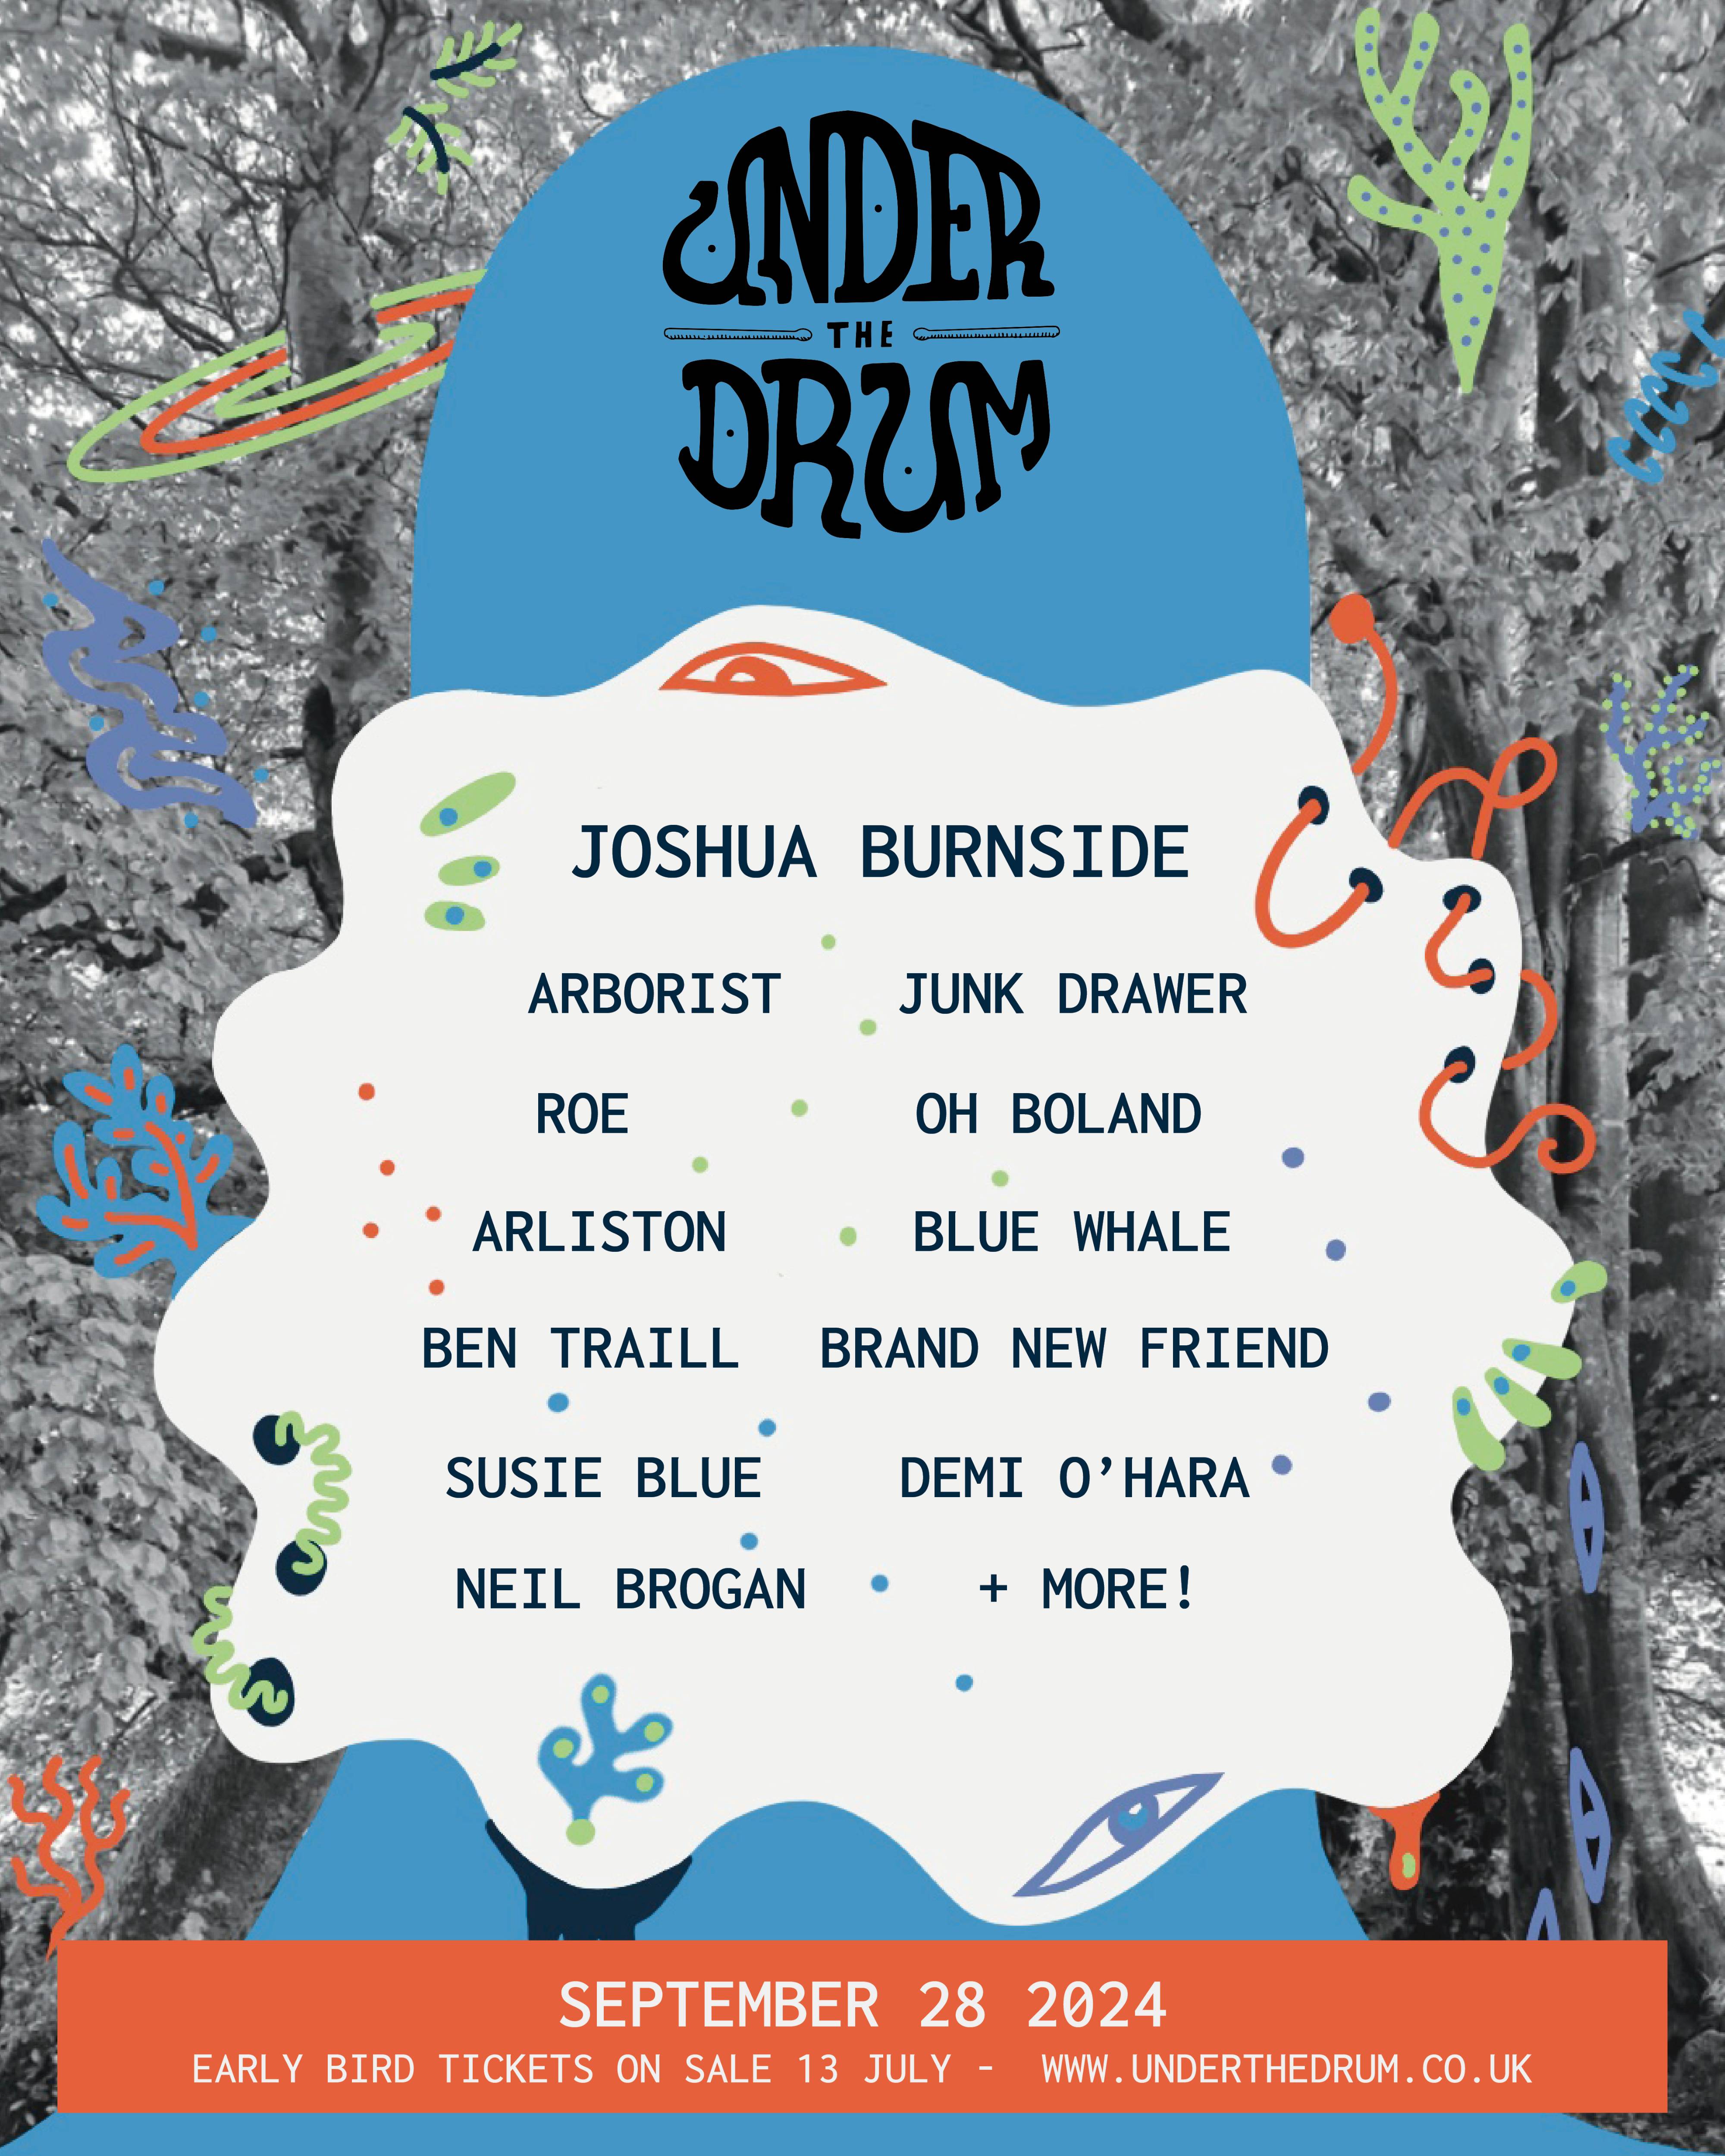 UNDER
THE
DRUM
JOSHUA BURNSIDE
ARBORIST JUNK DRAWER
ROE OH BOLAND
ARLISTON BLUE WHALE
BEN TRAILL BRAND NEW FRIEND
SUSIE BLUE DEMI O’HARA
NEIL BROGAN + MORE!
SEPTEMBER 28 2024
EARLY BIRD TICKETS ON SALE 13 JULY - WWW.UNDERTHEDRUM.CO.UK